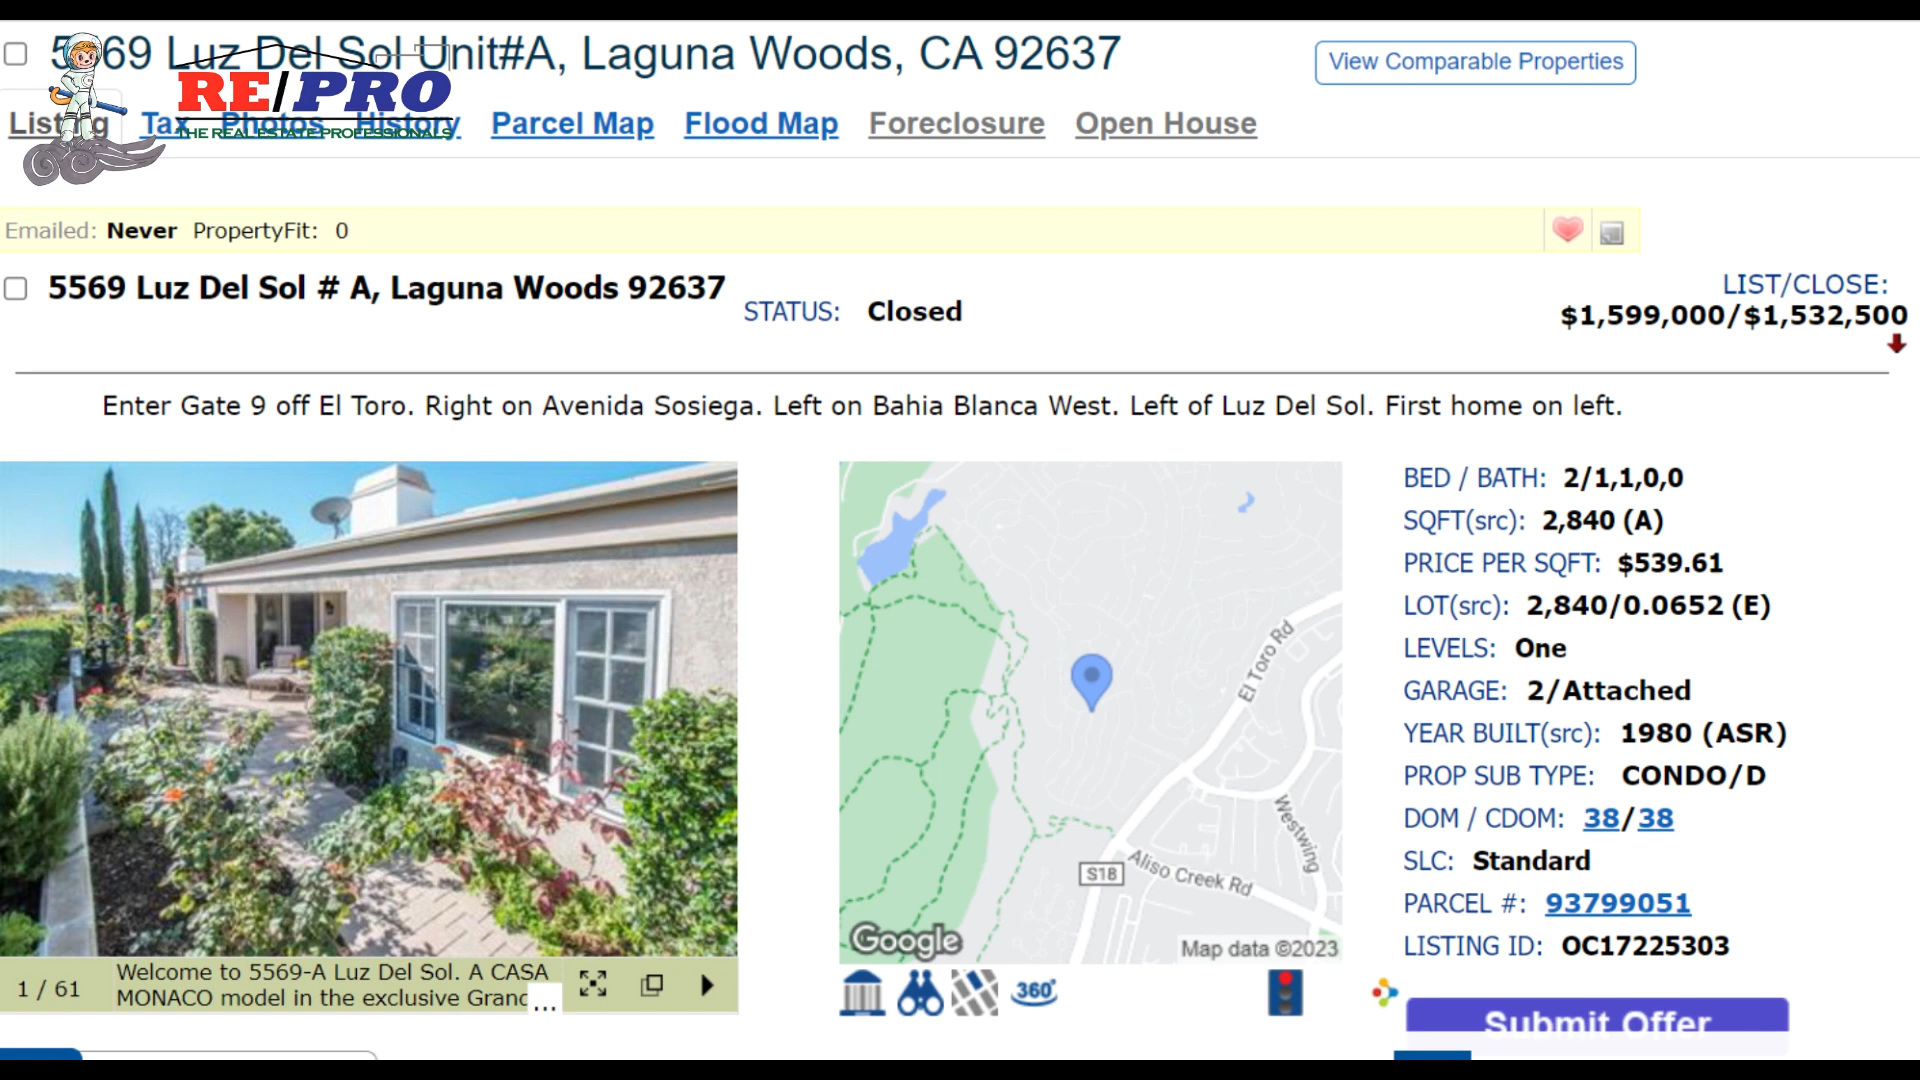 5569 Luz Del Sol Unit#A, Laguna Woods, CA 92637
View Comparable Properties
RE/PRO
THE REAL ESTATE PROFESSIONALS
Listing Tax Photos History Parcel Map Flood Map Foreclosure Open House
Emailed: Never PropertyFit: 0
5569 Luz Del Sol # A, Laguna Woods 92637
STATUS: Closed
LIST/CLOSE:
$1,599,000/$1,532,500
Enter Gate 9 off El Toro. Right on Avenida Sosiega. Left on Bahia Blanca West. Left of Luz Del Sol. First home on left.
BED / BATH: 2/1,1,0,0
SQFT(src): 2,840 (A)
PRICE PER SQFT: $539.61
LOT(src): 2,840/0.0652 (E)
LEVELS: One
GARAGE: 2/Attached
YEAR BUILT(src): 1980 (ASR)
PROP SUB TYPE: CONDO/D
DOM / CDOM: 38/38
SLC: Standard
PARCEL #: 93799051
LISTING ID: OC17225303
Submit Offer
El Toro Rd
Westwing
Aliso Creek Rd
S18
Google
Map data ©2023
360°
1 / 61
Welcome to 5569-A Luz Del Sol. A CASA
MONACO model in the exclusive Grand
...